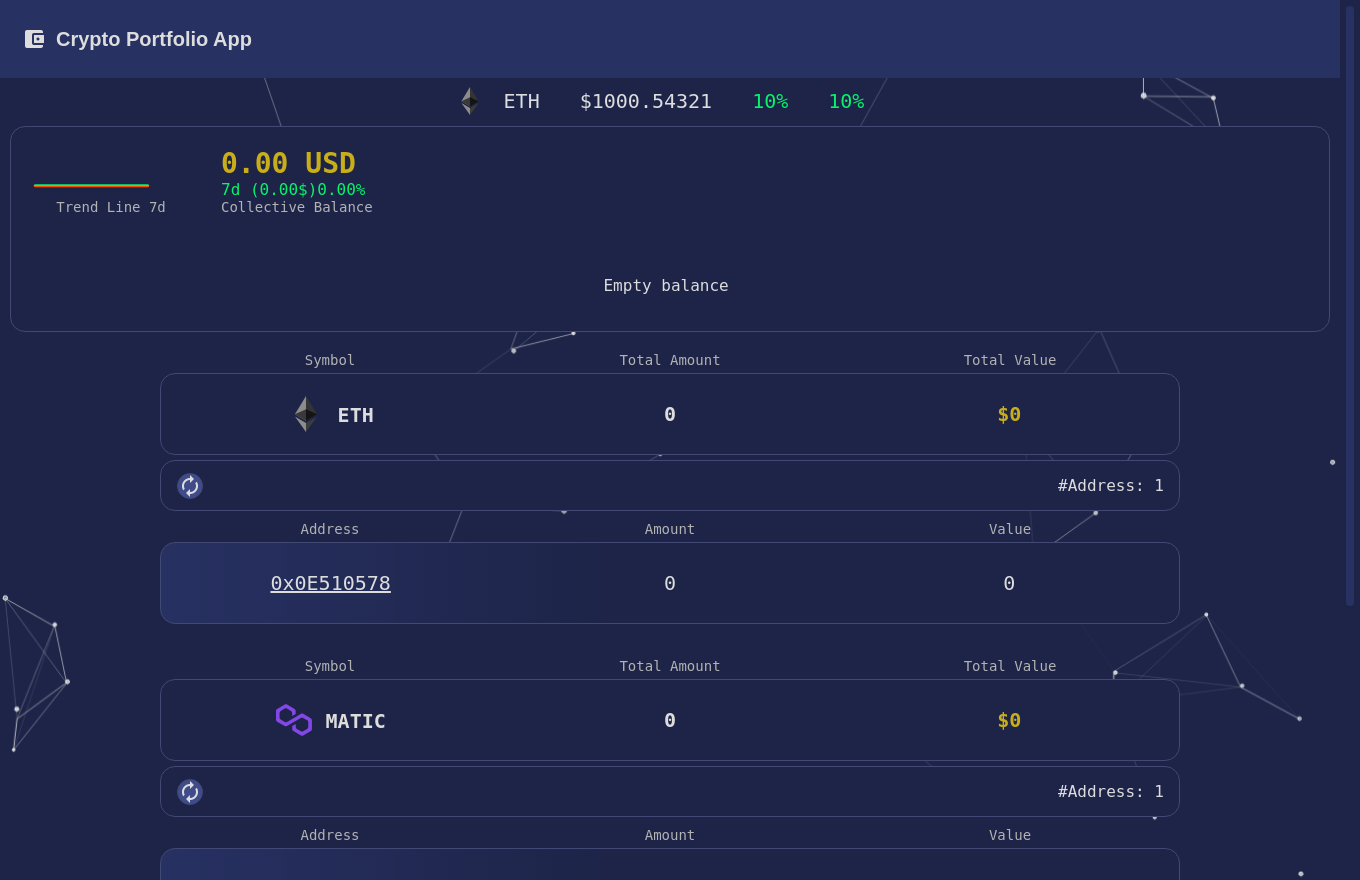 Crypto Portfolio App
ETH $1000.54321 10% 10%
0.00 USD
7d (0.00$)0.00%
Trend Line 7d Collective Balance
Empty balance
Symbol Total Amount Total Value
ETH 0 $0
#Address: 1
Address Amount Value
0x0E510578 0 0
Symbol Total Amount Total Value
MATIC 0 $0
#Address: 1
Address Amount Value